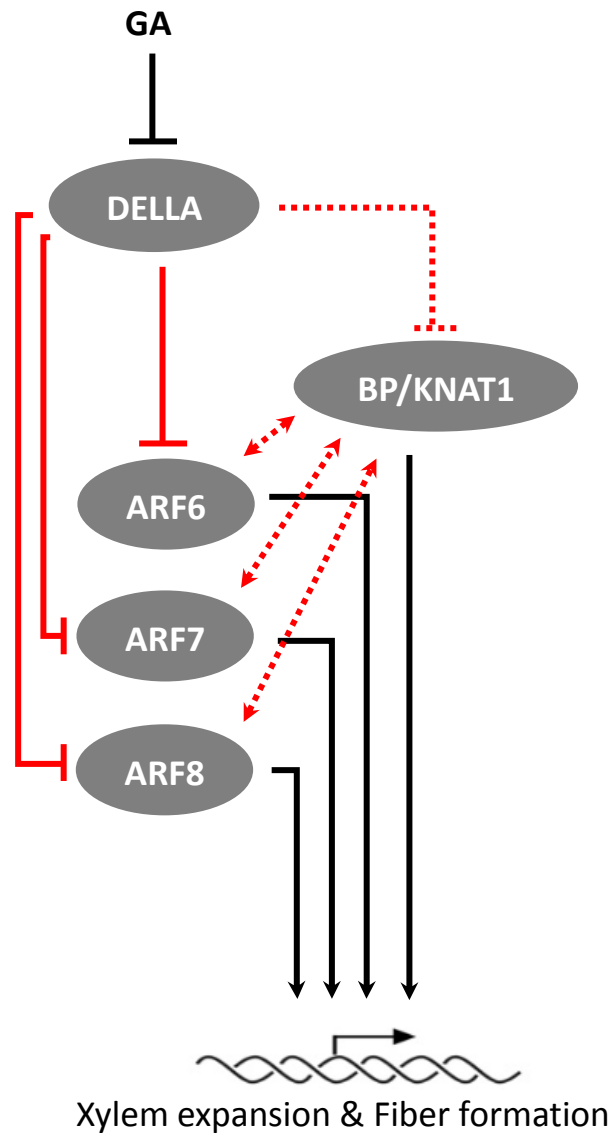 GA
DELLA
BP/KNAT1
ARF6
ARF7
ARF8
Xylem expansion & Fiber formation